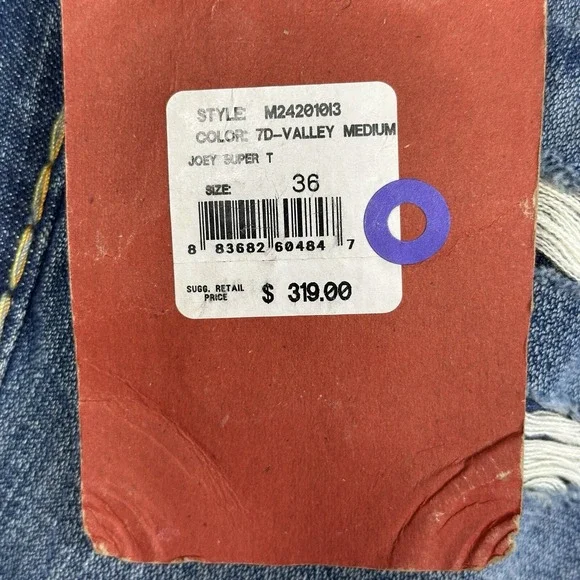 STYLE: M24201013
COLOR: 7D-VALLEY MEDIUM
JOEY SUPER T
SIZE: 36
8 83682 60484 7
SUGG. RETAIL PRICE $ 319.00